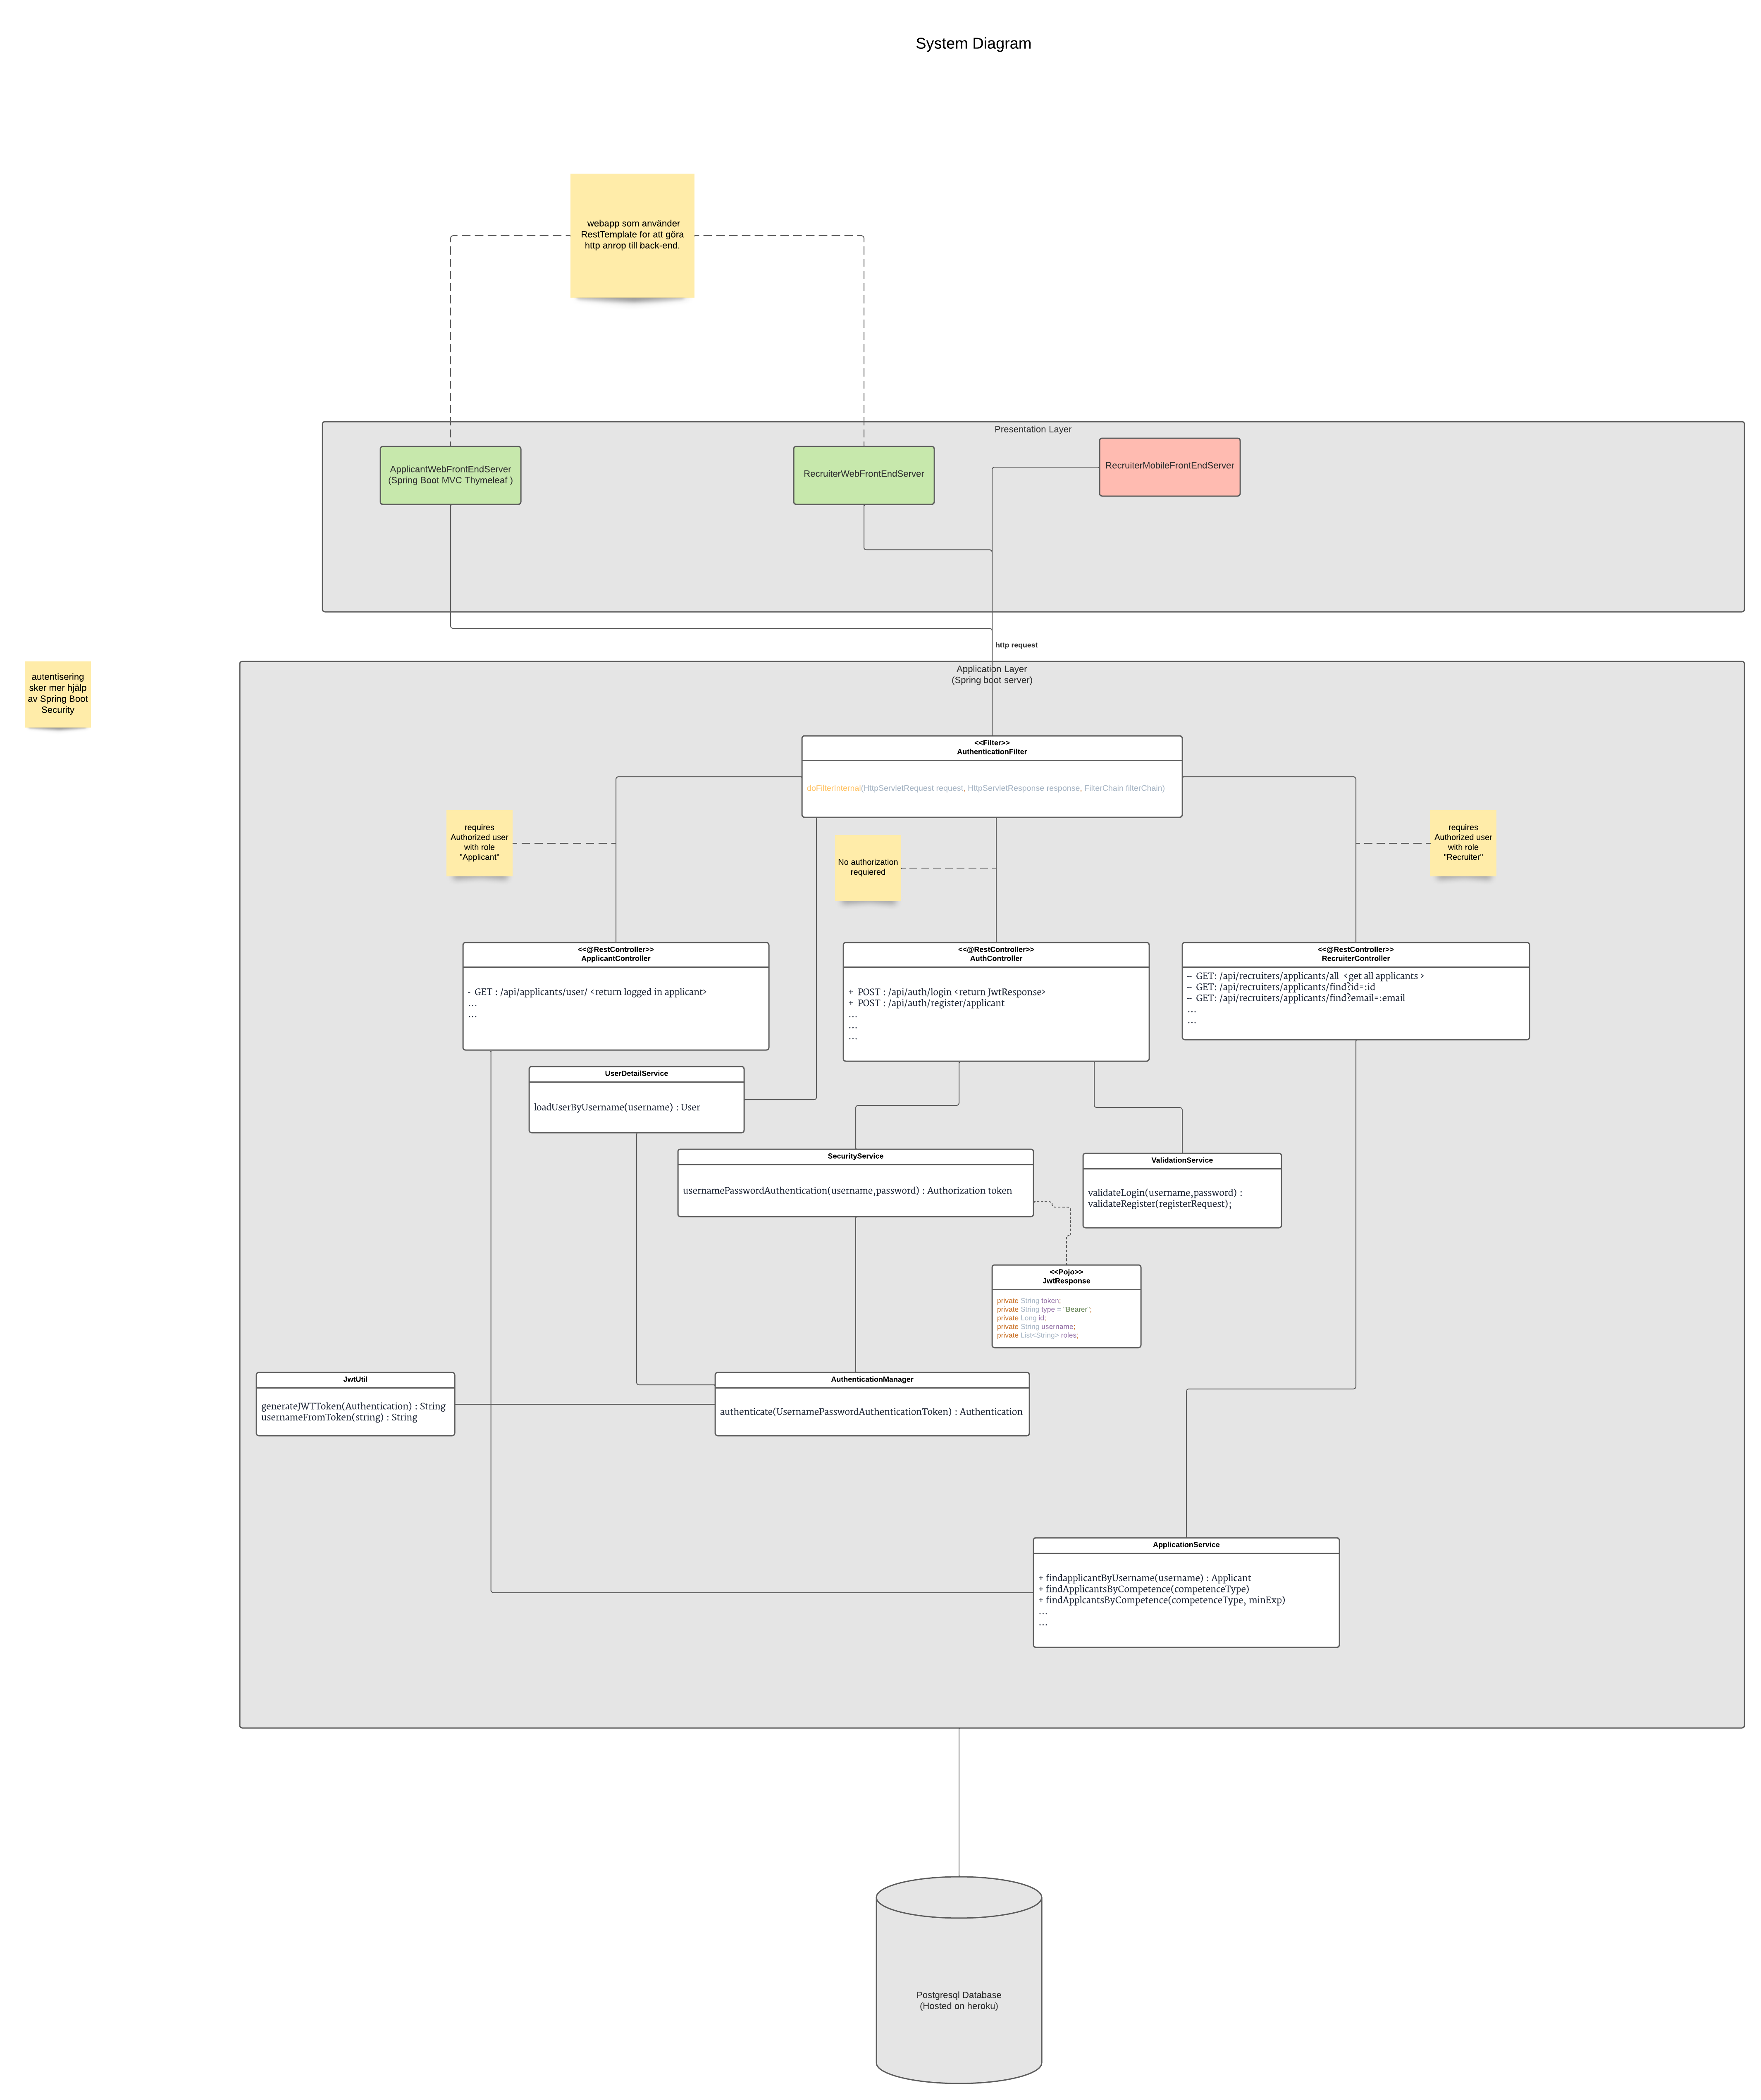 System Diagram
webapp som använder
RestTemplate for att göra
http anrop till back-end.
Presentation Layer
ApplicantWebFrontEndServer
(Spring Boot MVC Thymeleaf )
RecruiterWebFrontEndServer
RecruiterMobileFrontEndServer
http request
autentisering
sker mer hjälp
av Spring Boot
Security
Application Layer
(Spring boot server)
<<Filter>>
AuthenticationFilter
doFilterInternal(HttpServletRequest request, HttpServletResponse response, FilterChain filterChain)
requires
Authorized user
with role
"Applicant"
No authorization
requiered
requires
Authorized user
with role
"Recruiter"
<<@RestController>>
ApplicantController
- GET : /api/applicants/user/ <return logged in applicant>
...
...
<<@RestController>>
AuthController
+ POST : /api/auth/login <return JwtResponse>
+ POST : /api/auth/register/applicant
...
...
...
<<@RestController>>
RecruiterController
– GET: /api/recruiters/applicants/all <get all applicants >
– GET: /api/recruiters/applicants/find?id=:id
– GET: /api/recruiters/applicants/find?email=:email
...
...
UserDetailService
loadUserByUsername(username) : User
SecurityService
usernamePasswordAuthentication(username,password) : Authorization token
ValidationService
validateLogin(username,password) :
validateRegister(registerRequest);
<<Pojo>>
JwtResponse
private String token;
private String type = "Bearer";
private Long id;
private String username;
private List<String> roles;
JwtUtil
generateJWTToken(Authentication) : String
usernameFromToken(string) : String
AuthenticationManager
authenticate(UsernamePasswordAuthenticationToken) : Authentication
ApplicationService
+ findapplicantByUsername(username) : Applicant
+ findApplicantsByCompetence(competenceType)
+ findApplcantsByCompetence(competenceType, minExp)
...
...
Postgresql Database
(Hosted on heroku)